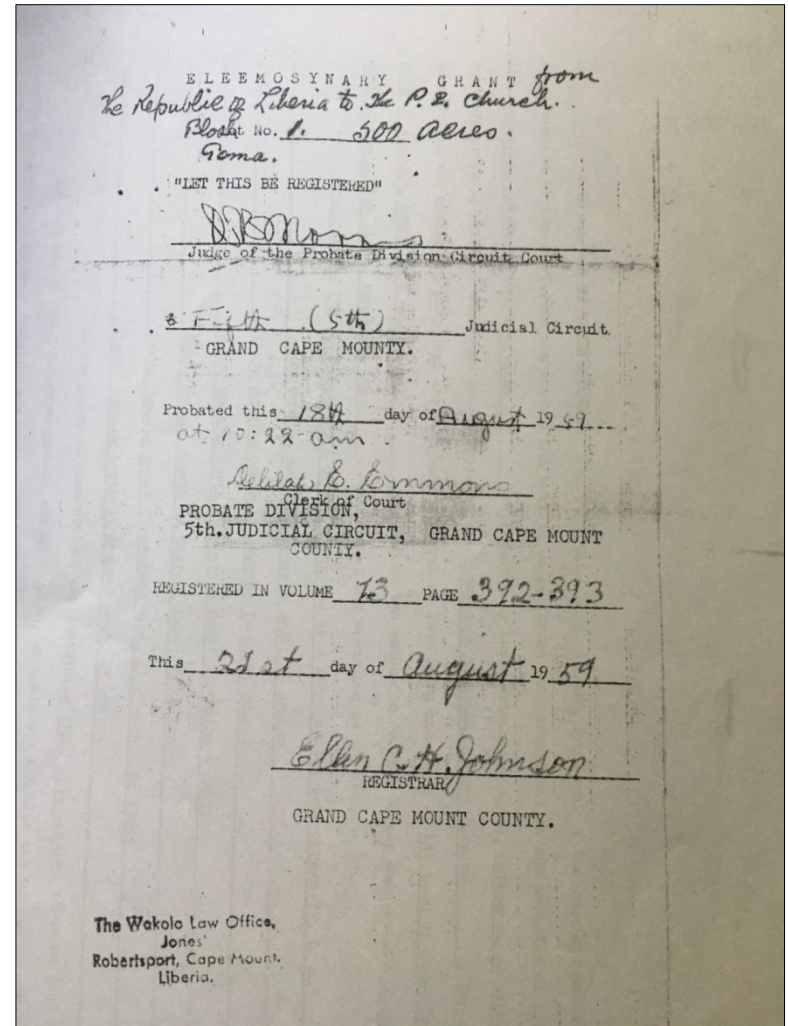 ELEEMOSYNARY GRANT from
The Republic of Liberia to The P. E. Church.
Block No. 1. 500 acres.
Goma.
"LET THIS BE REGISTERED"
Judge of the Probate Division Circuit Court
Fifth (5th) Judicial Circuit
GRAND CAPE MOUNTY.
Probated this 18th day of August 1959
at 10:22 am.
Clerk of Court
PROBATE DIVISION,
5th.JUDICIAL CIRCUIT, GRAND CAPE MOUNT
COUNTY.
REGISTERED IN VOLUME 73 PAGE 392-393
This 21st day of August 1959
Ellen C. H. Johnson
REGISTRAR
GRAND CAPE MOUNT COUNTY.
The Wakolo Law Office,
Jones'
Robertsport, Cape Mount.
Liberia.